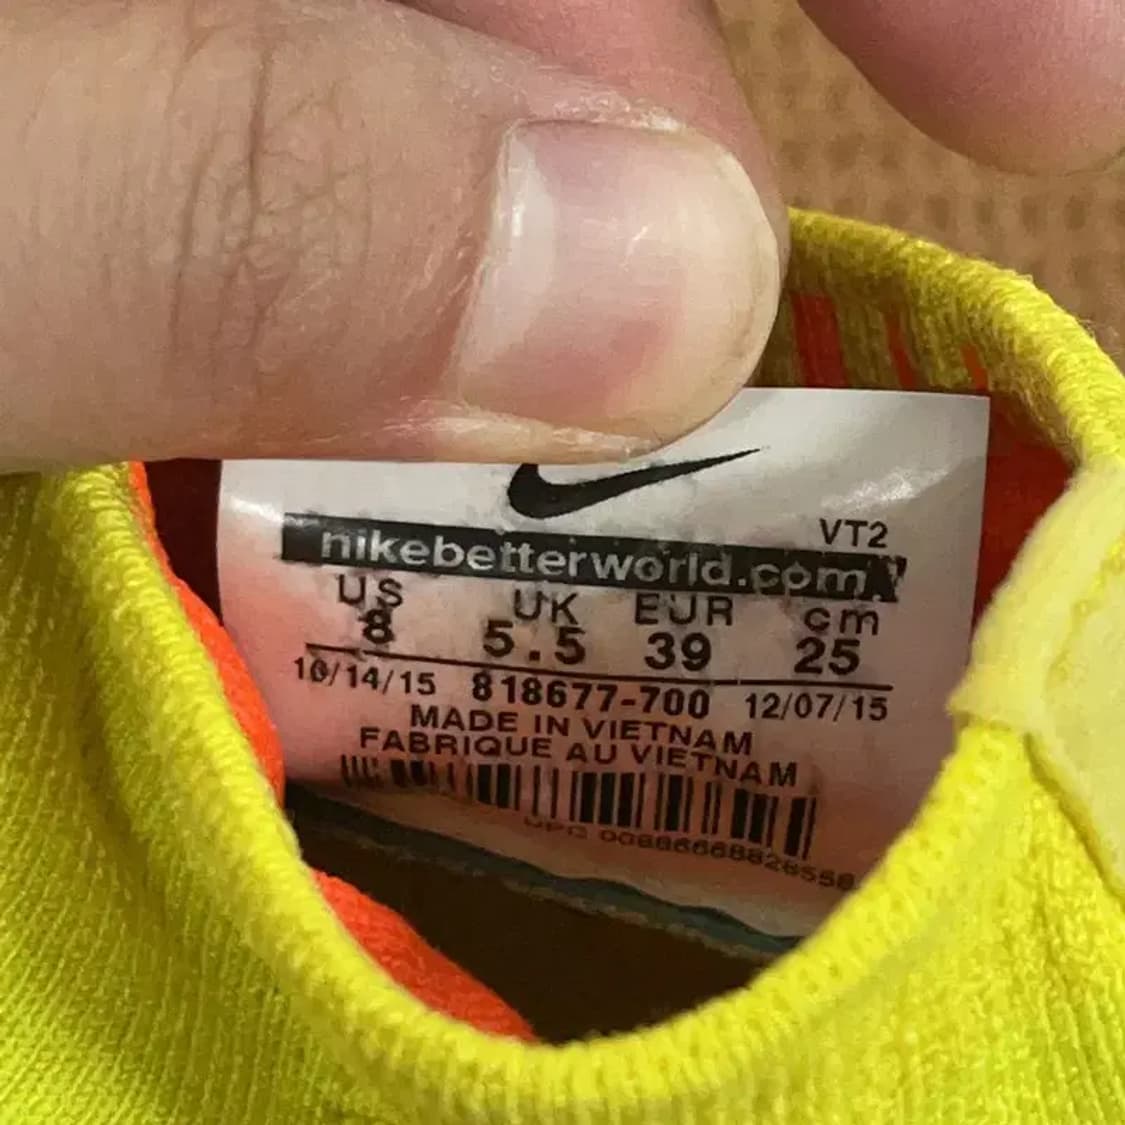 VT2
nikebetterworld.com
US UK EUR cm
8 5.5 39 25
10/14/15 818677-700 12/07/15
MADE IN VIETNAM
FABRIQUE AU VIETNAM
UPC